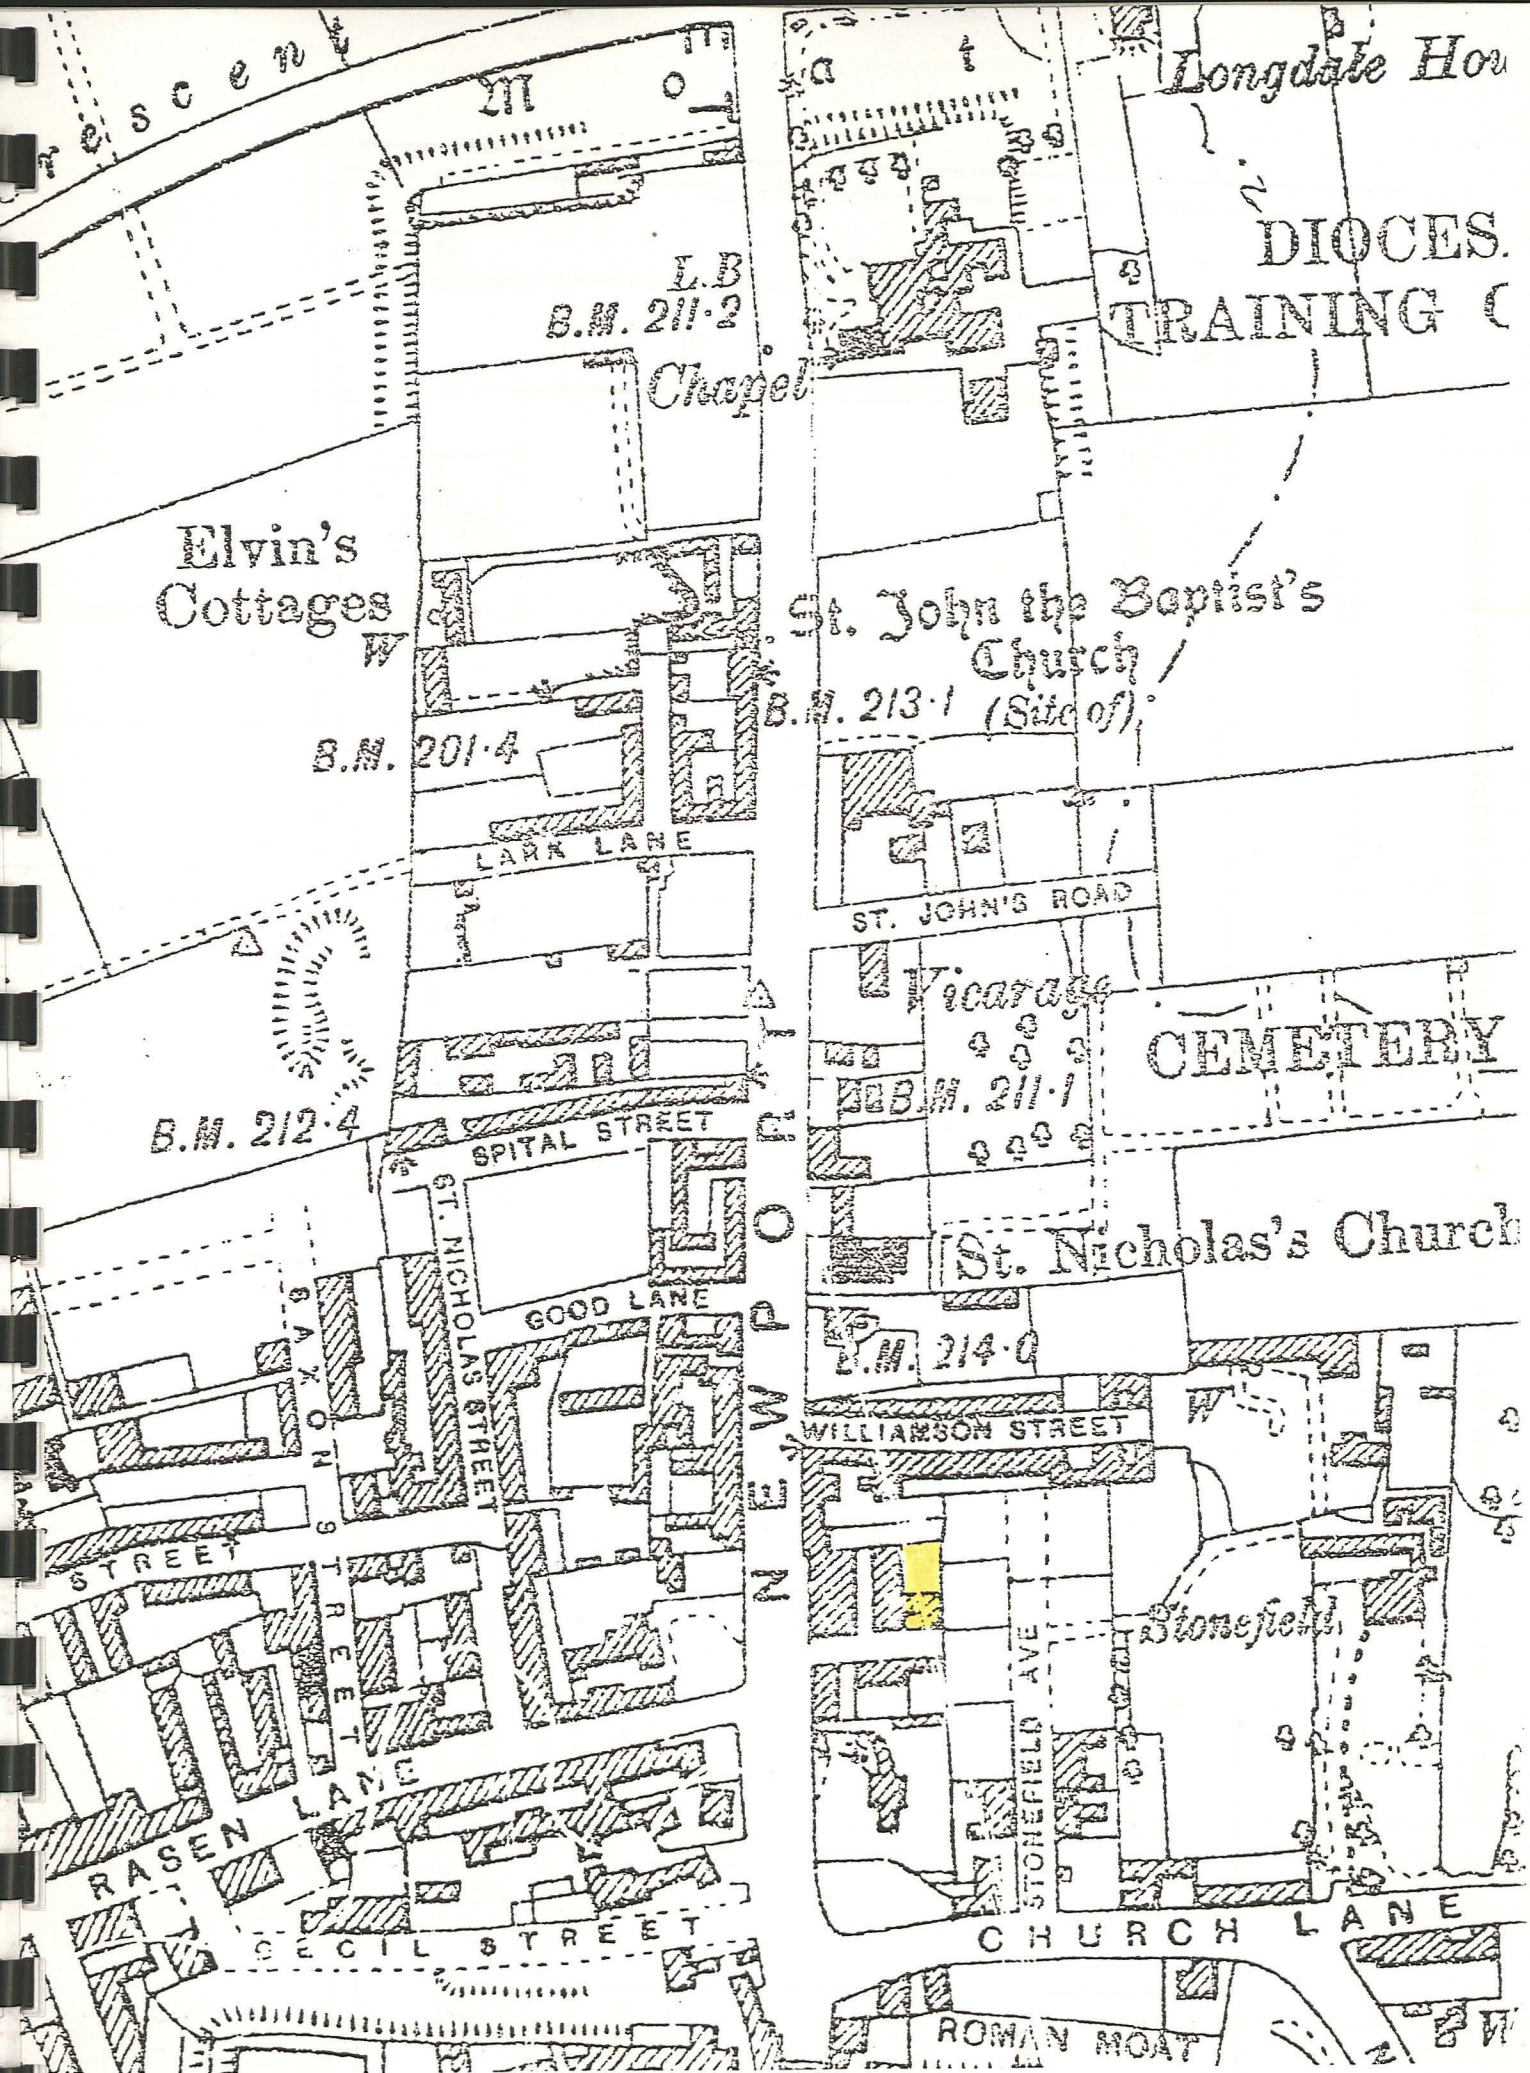 rescent
Moat
Longdale Hou
DIOCES.
TRAINING C
L.B
B.M. 211·2
Chapel
Elvin's
Cottages
W
St. John the Baptist's
Church
(Site of)
B.M. 213·1
B.M. 201·4
LARK LANE
ST. JOHN'S ROAD
Vicarage
CEMETERY
B.M. 211·1
B.M. 212·4
SPITAL STREET
NEWPORT
ST. NICHOLAS STREET
St. Nicholas's Church
GOOD LANE
SAXON STREET
B.M. 214·0
W
WILLIAMSON STREET
STREET
Stonefield
STONEFIELD AVE
RASEN LANE
CECIL STREET
CHURCH LANE
ROMAN MOAT
W
N